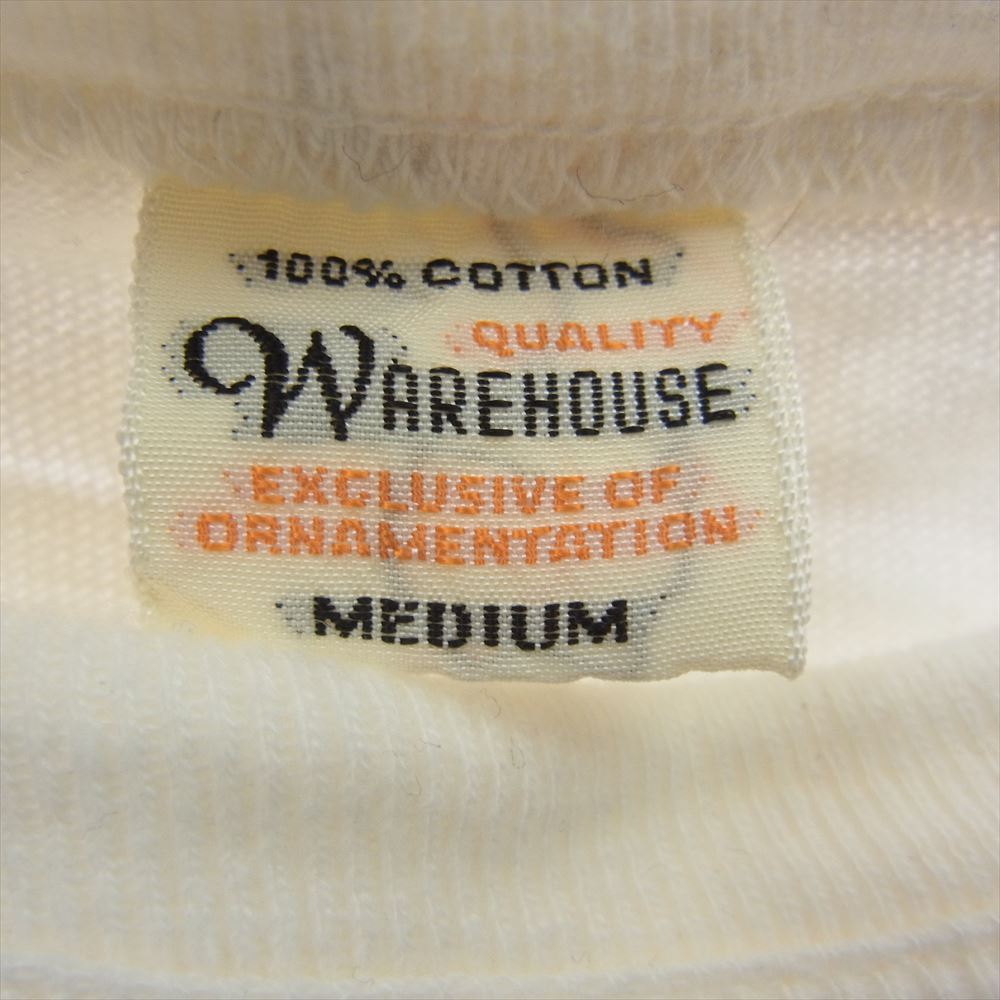 100% COTTON
QUALITY
WAREHOUSE
EXCLUSIVE OF
ORNAMENTATION
MEDIUM